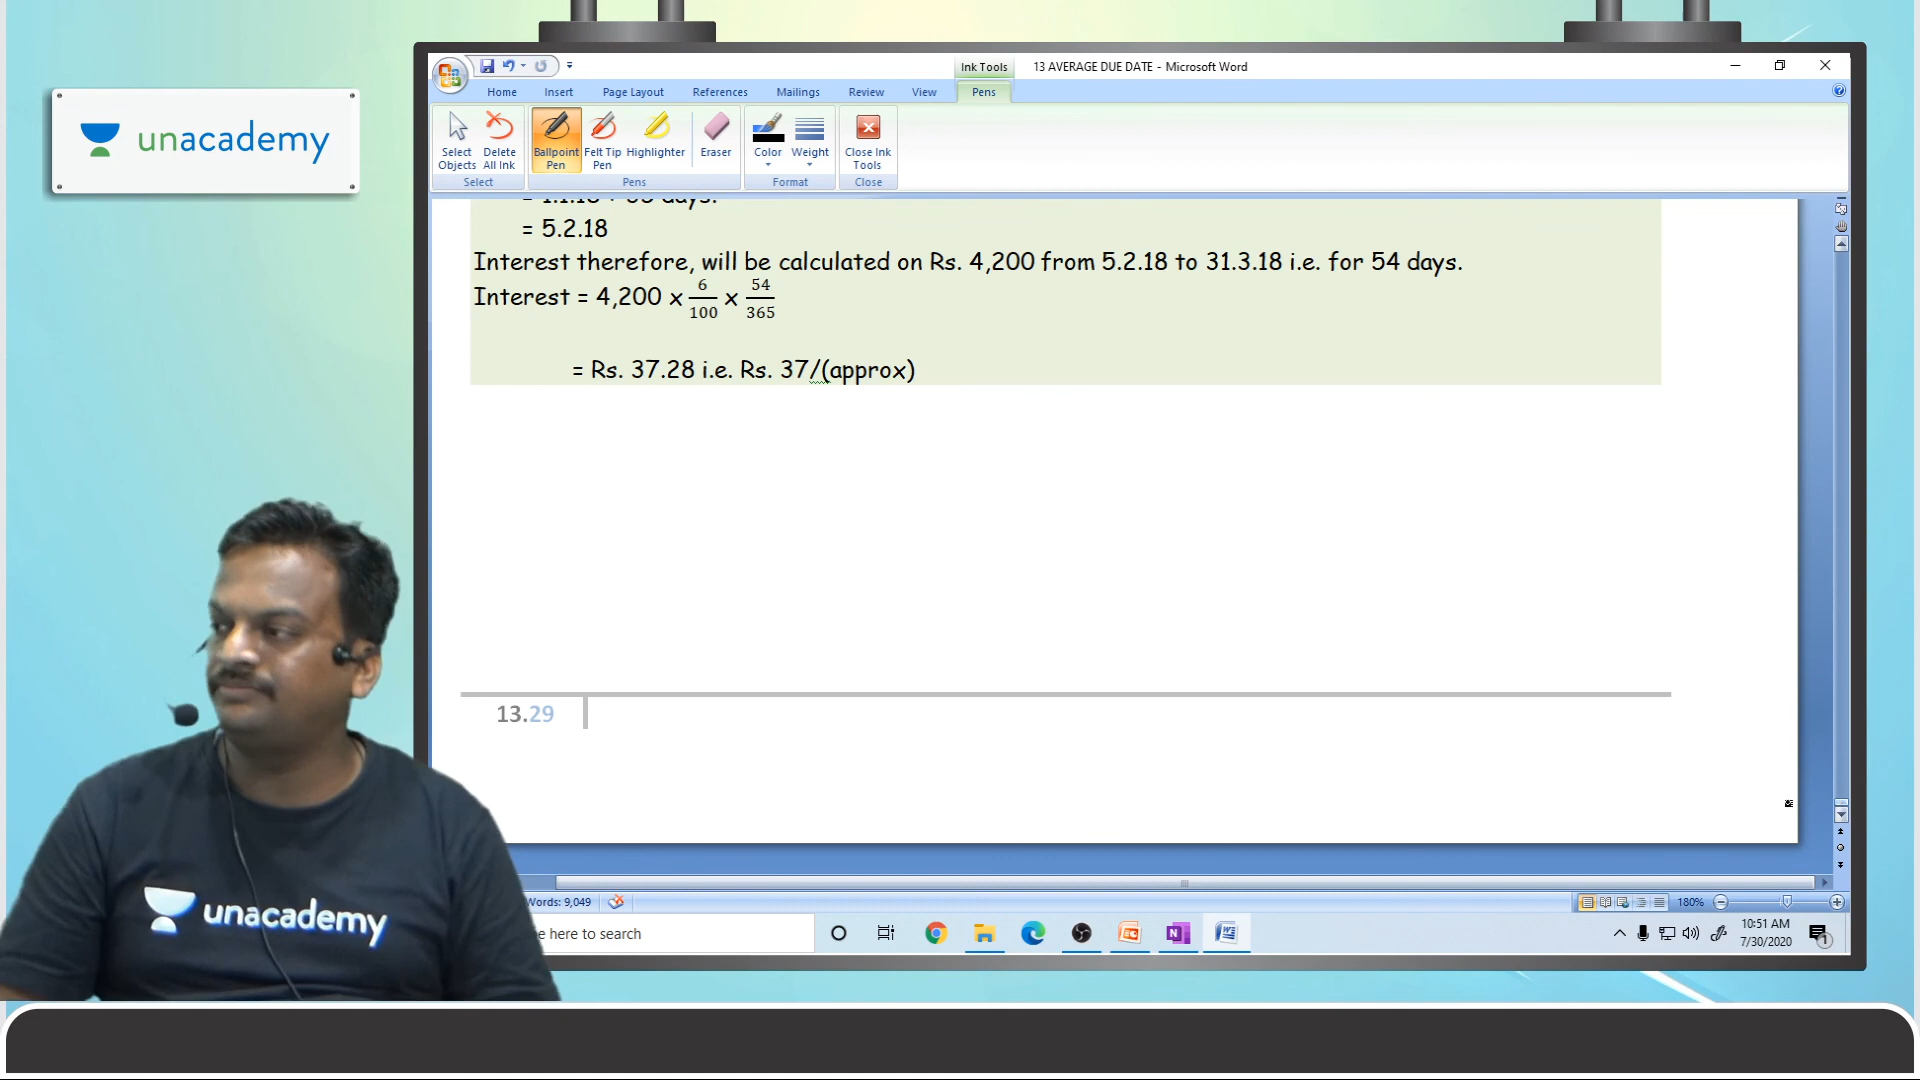 unacademy
Ink Tools
13 AVERAGE DUE DATE - Microsoft Word
Home Insert Page Layout References Mailings Review View Pens
Select Objects
Delete All Ink
Ballpoint Pen
Felt Tip Pen
Highlighter
Eraser
Color
Weight
Close Ink Tools
Select Pens Format Close
= 5.2.18
Interest therefore, will be calculated on Rs. 4,200 from 5.2.18 to 31.3.18 i.e. for 54 days.
Interest = 4,200 x 6/100 x 54/365
= Rs. 37.28 i.e. Rs. 37/(approx)
13.29
unacademy
Words: 9,049
180%
here to search
10:51 AM
7/30/2020